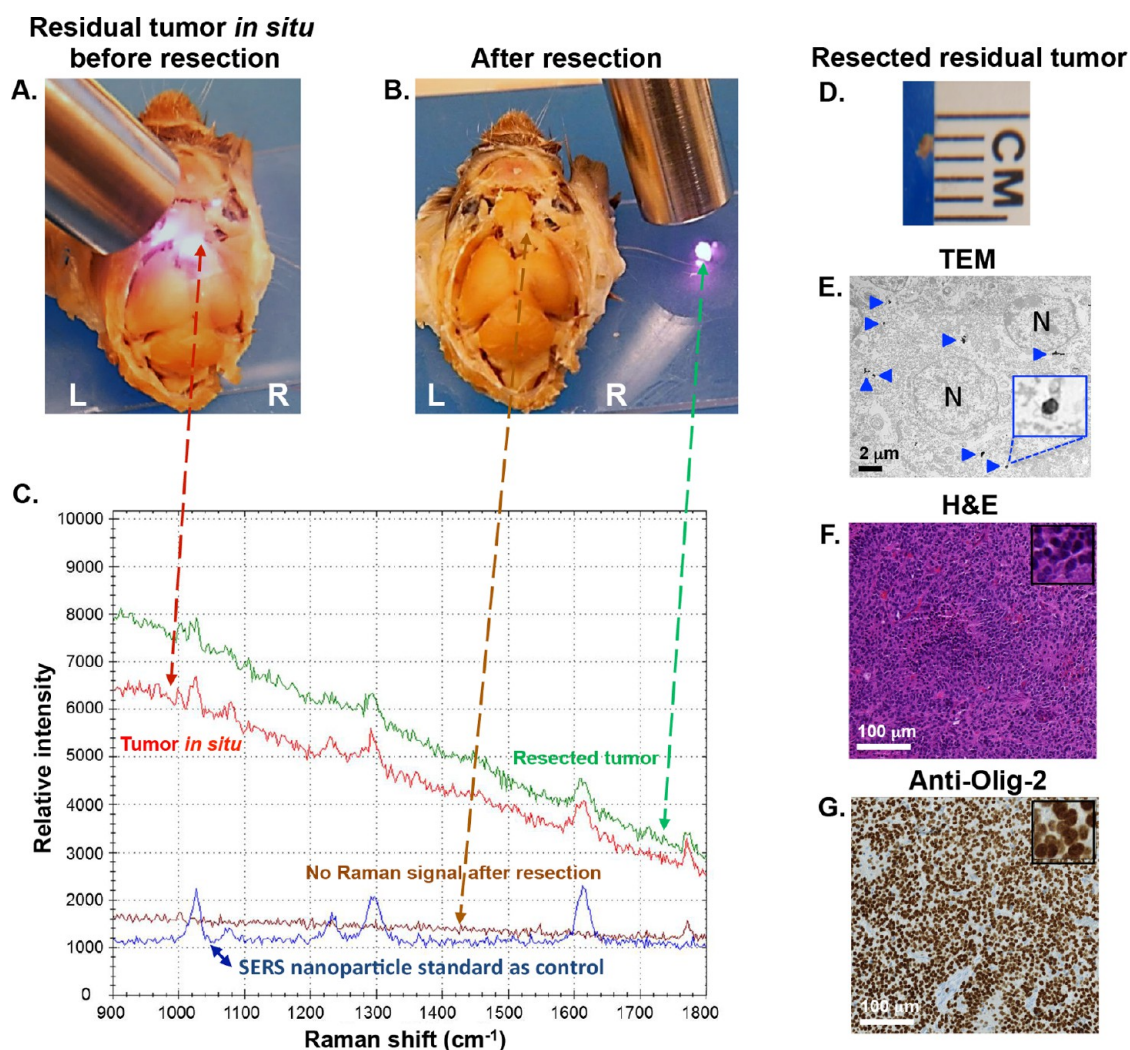 Residual tumor in situ
before resection
After resection
Resected residual tumor
A.
B.
D.
CM
TEM
E.
N
N
2 μm
L
R
L
R
H&E
F.
100 μm
C.
10000
9000
8000
7000
6000
5000
4000
3000
2000
1000
0
Relative intensity
Tumor in situ
Resected tumor
No Raman signal after resection
SERS nanoparticle standard as control
900
1000
1100
1200
1300
1400
1500
1600
1700
1800
Raman shift (cm⁻¹)
Anti-Olig-2
G.
100 μm